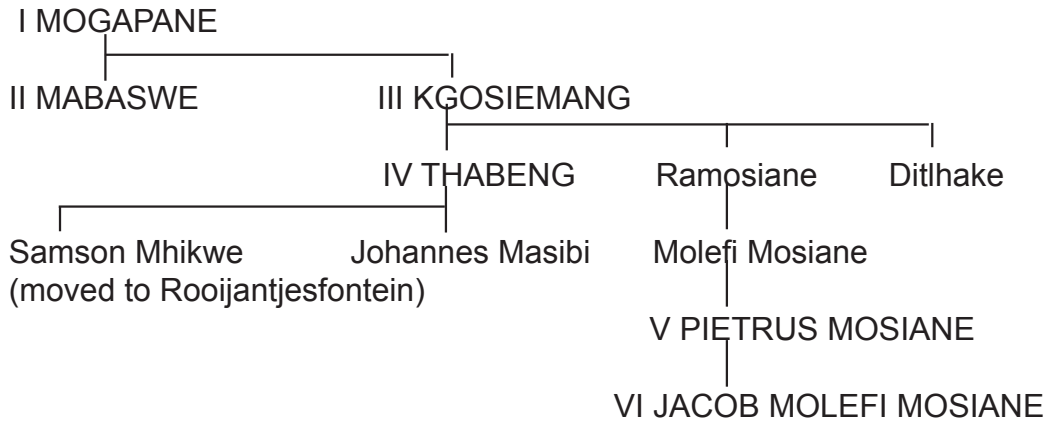 I MOGAPANE
II MABASWE III KGOSIEMANG
IV THABENG Ramosiane Ditlhake
Samson Mhikwe Johannes Masibi Molefi Mosiane
(moved to Rooijantjesfontein)
V PIETRUS MOSIANE
VI JACOB MOLEFI MOSIANE